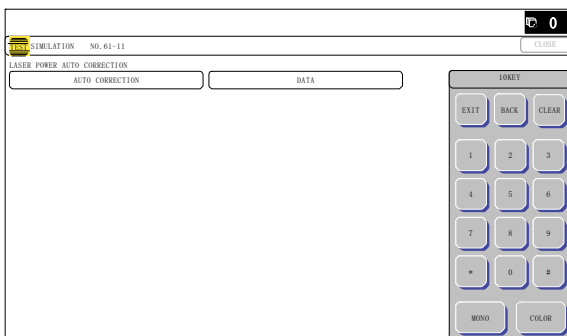 0
TEST SIMULATION NO.61-11 CLOSE
LASER POWER AUTO CORRECTION
AUTO CORRECTION DATA
10KEY
EXIT BACK CLEAR
1 2 3
4 5 6
7 8 9
* 0 #
MONO COLOR